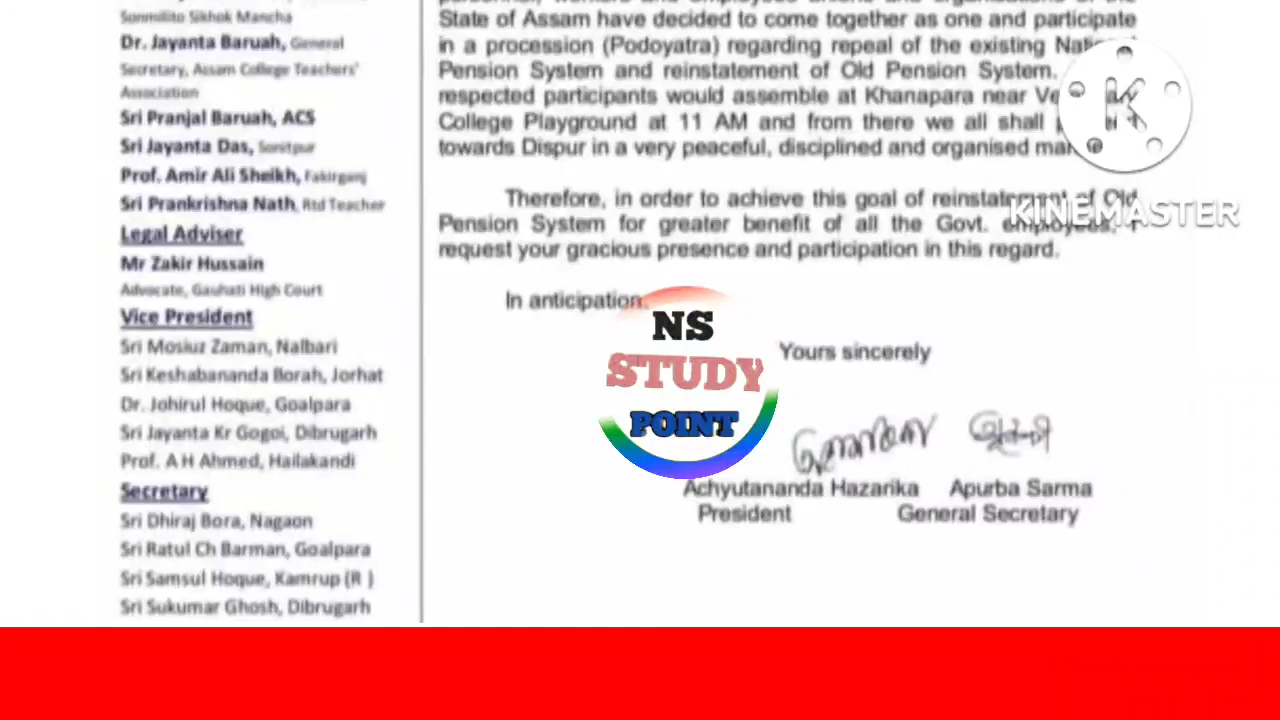 Sonmilito Sikhok Mancha
Dr. Jayanta Baruah, General
Secretary, Assam College Teachers'
Association
Sri Pranjal Baruah, ACS
Sri Jayanta Das, Sonitpur
Prof. Amir Ali Sheikh, Fakirganj
Sri Prankrishna Nath, Rtd Teacher
Legal Adviser
Mr Zakir Hussain
Advocate, Gauhati High Court
Vice President
Sri Mosiuz Zaman, Nalbari
Sri Keshabananda Borah, Jorhat
Dr. Johirul Hoque, Goalpara
Sri Jayanta Kr Gogoi, Dibrugarh
Prof. A H Ahmed, Hailakandi
Secretary
Sri Dhiraj Bora, Nagaon
Sri Ratul Ch Barman, Goalpara
Sri Samsul Hoque, Kamrup (R )
Sri Sukumar Ghosh, Dibrugarh
State of Assam have decided to come together as one and participate
in a procession (Podoyatra) regarding repeal of the existing
Pension System and reinstatement of Old Pension System.
respected participants would assemble at Khanapara near
College Playground at 11 AM and from there we all shall
towards Dispur in a very peaceful, disciplined and organised
Therefore, in order to achieve this goal of reinstatement of Old
Pension System for greater benefit of all the Govt. employees, I
request your gracious presence and participation in this regard.
In anticipation.
Yours sincerely
Achyutananda Hazarika Apurba Sarma
President General Secretary
NS
STUDY
POINT
K
KINEMASTER